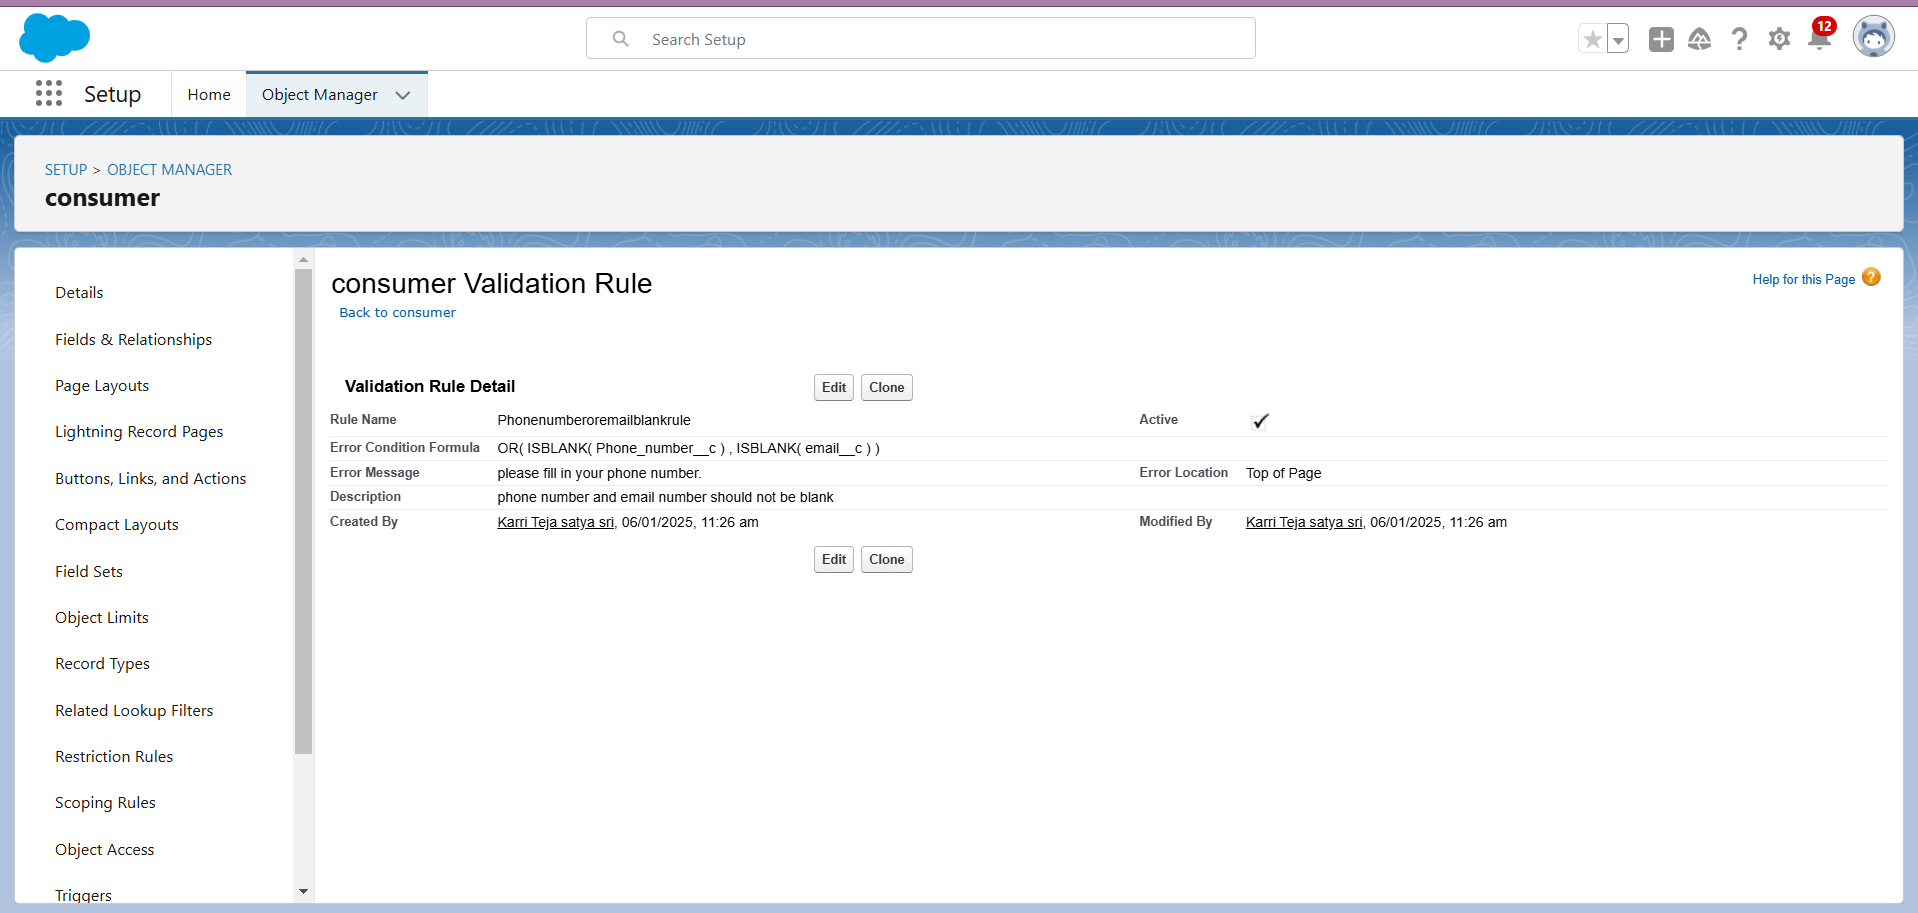 Search Setup
12
Setup
Home
Object Manager
SETUP > OBJECT MANAGER
consumer
Details
Fields & Relationships
Page Layouts
Lightning Record Pages
Buttons, Links, and Actions
Compact Layouts
Field Sets
Object Limits
Record Types
Related Lookup Filters
Restriction Rules
Scoping Rules
Object Access
Triggers
consumer Validation Rule
Help for this Page ?
Back to consumer
Validation Rule Detail Edit Clone
Rule Name Phonenumberoremailblankrule Active
Error Condition Formula OR( ISBLANK( Phone_number__c ) , ISBLANK( email__c ) )
Error Message please fill in your phone number. Error Location Top of Page
Description phone number and email number should not be blank
Created By Karri Teja satya sri, 06/01/2025, 11:26 am Modified By Karri Teja satya sri, 06/01/2025, 11:26 am
Edit Clone